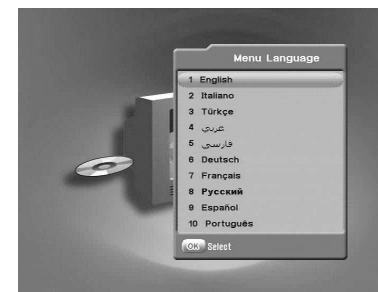 Menu Language
1 English
2 Italiano
3 Türkçe
4 عربي
5 فارسي
6 Deutsch
7 Français
8 Русский
9 Español
10 Português
OK Select